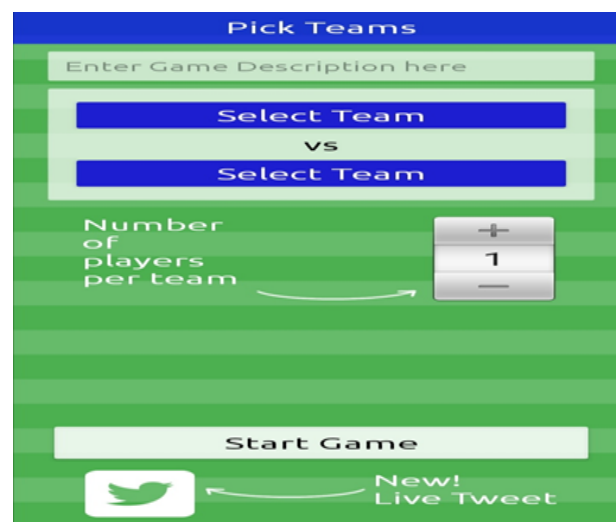 Pick Teams
Enter Game Description here
Select Team
vs
Select Team
Number
of
players
per team
+
1
—
Start Game
New!
Live Tweet